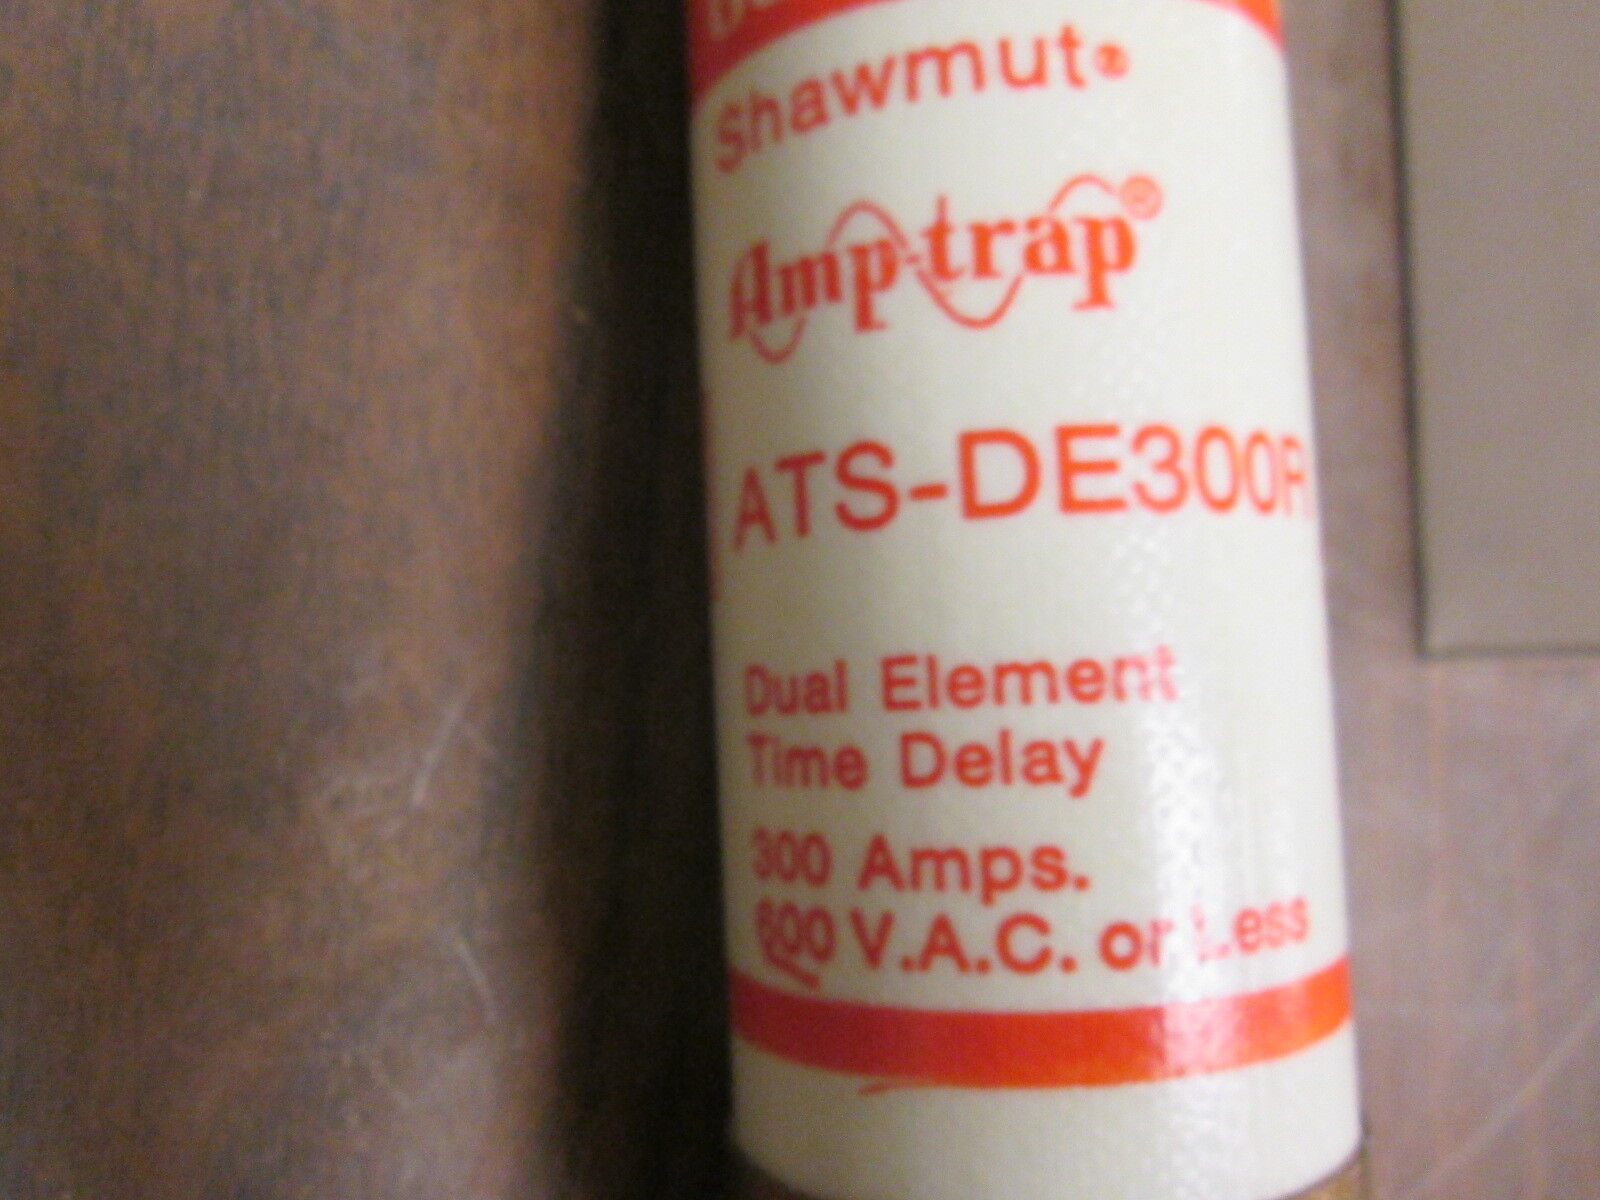 Shawmut®
Amp-trap®
ATS-DE300R
Dual Element
Time Delay
300 Amps.
600 V.A.C. or Less